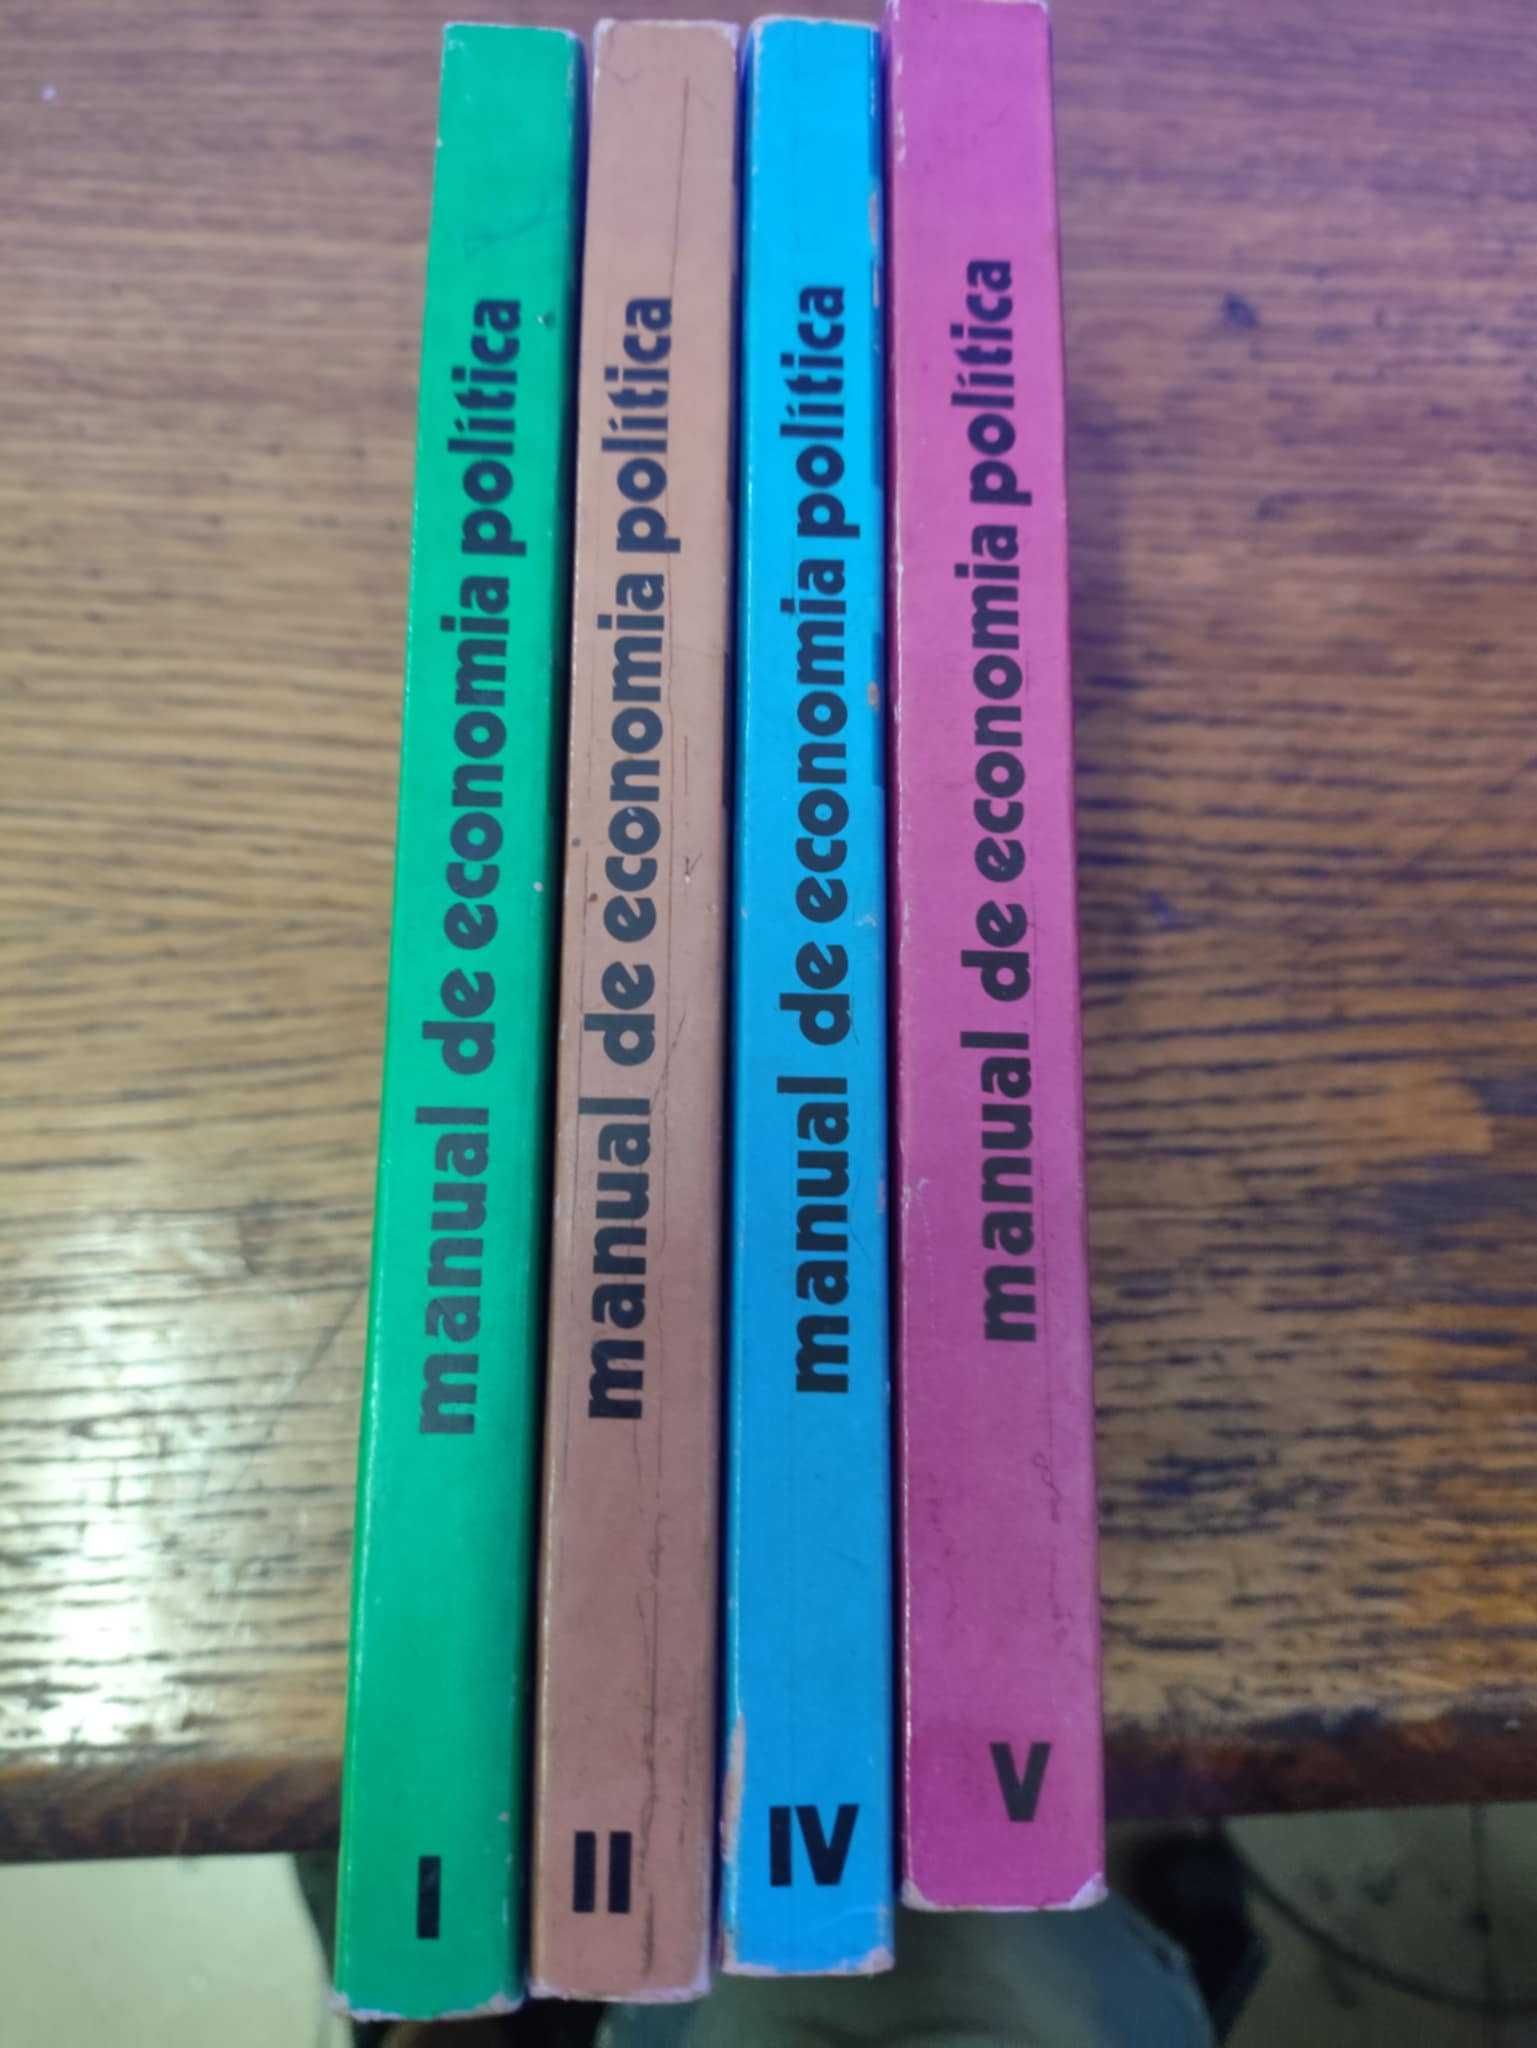 manual de economia política
I
manual de economia política
II
manual de economia política
IV
manual de economia política
V